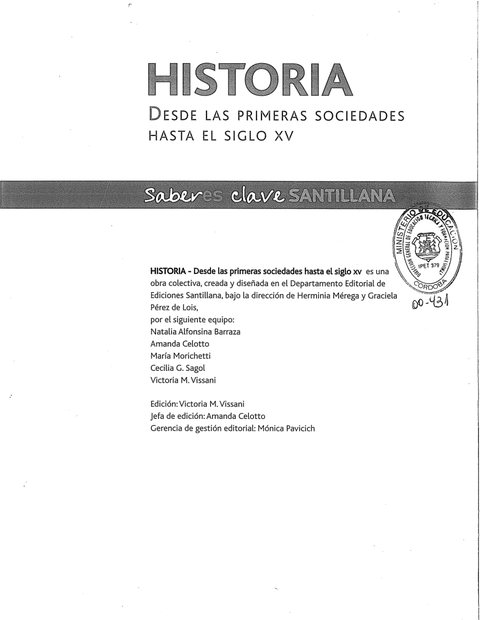 HISTORIA
DESDE LAS PRIMERAS SOCIEDADES
HASTA EL SIGLO XV
Saberes clave SANTILLANA
MINISTERIO DE EDUCACIÓN
IPET 579
CÓRDOBA
00-431
HISTORIA - Desde las primeras sociedades hasta el siglo XV es una
obra colectiva, creada y diseñada en el Departamento Editorial de
Ediciones Santillana, bajo la dirección de Herminia Mérega y Graciela
Pérez de Lois,
por el siguiente equipo:
Natalia Alfonsina Barraza
Amanda Celotto
María Morichetti
Cecilia G. Sagol
Victoria M. Vissani
Edición: Victoria M. Vissani
Jefa de edición: Amanda Celotto
Gerencia de gestión editorial: Mónica Pavicich